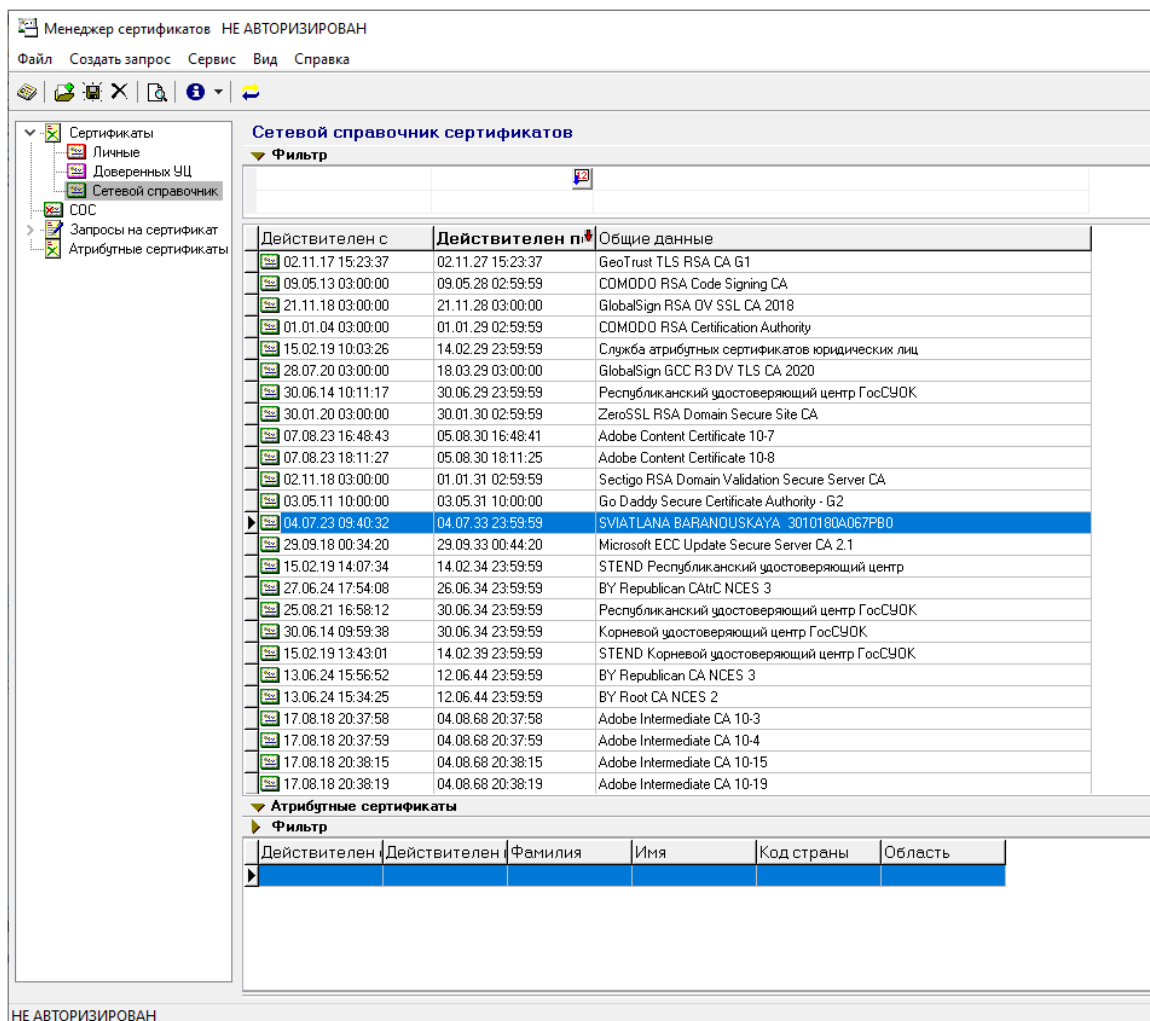 Менеджер сертификатов НЕ АВТОРИЗИРОВАН
Файл Создать запрос Сервис Вид Справка
Сертификаты
Личные
Доверенных УЦ
Сетевой справочник
СОС
Запросы на сертификат
Атрибутные сертификаты
Сетевой справочник сертификатов
Фильтр
12
Действителен с Действителен п Общие данные
02.11.17 15:23:37 02.11.27 15:23:37 GeoTrust TLS RSA CA G1
09.05.13 03:00:00 09.05.28 02:59:59 COMODO RSA Code Signing CA
21.11.18 03:00:00 21.11.28 03:00:00 GlobalSign RSA OV SSL CA 2018
01.01.04 03:00:00 01.01.29 02:59:59 COMODO RSA Certification Authority
15.02.19 10:03:26 14.02.29 23:59:59 Служба атрибутных сертификатов юридических лиц
28.07.20 03:00:00 18.03.29 03:00:00 GlobalSign GCC R3 DV TLS CA 2020
30.06.14 10:11:17 30.06.29 23:59:59 Республиканский удостоверяющий центр ГосСУОК
30.01.20 03:00:00 30.01.30 02:59:59 ZeroSSL RSA Domain Secure Site CA
07.08.23 16:48:43 05.08.30 16:48:41 Adobe Content Certificate 10-7
07.08.23 18:11:27 05.08.30 18:11:25 Adobe Content Certificate 10-8
02.11.18 03:00:00 01.01.31 02:59:59 Sectigo RSA Domain Validation Secure Server CA
03.05.11 10:00:00 03.05.31 10:00:00 Go Daddy Secure Certificate Authority - G2
04.07.23 09:40:32 04.07.33 23:59:59 SVIATLANA BARANOUSKAYA 3010180A067PB0
29.09.18 00:34:20 29.09.33 00:44:20 Microsoft ECC Update Secure Server CA 2.1
15.02.19 14:07:34 14.02.34 23:59:59 STEND Республиканский удостоверяющий центр
27.06.24 17:54:08 26.06.34 23:59:59 BY Republican CAtrC NCES 3
25.08.21 16:58:12 30.06.34 23:59:59 Республиканский удостоверяющий центр ГосСУОК
30.06.14 09:59:38 30.06.34 23:59:59 Корневой удостоверяющий центр ГосСУОК
15.02.19 13:43:01 14.02.39 23:59:59 STEND Корневой удостоверяющий центр ГосСУОК
13.06.24 15:56:52 12.06.44 23:59:59 BY Republican CA NCES 3
13.06.24 15:34:25 12.06.44 23:59:59 BY Root CA NCES 2
17.08.18 20:37:58 04.08.68 20:37:58 Adobe Intermediate CA 10-3
17.08.18 20:37:59 04.08.68 20:37:59 Adobe Intermediate CA 10-4
17.08.18 20:38:15 04.08.68 20:38:15 Adobe Intermediate CA 10-15
17.08.18 20:38:19 04.08.68 20:38:19 Adobe Intermediate CA 10-19
Атрибутные сертификаты
Фильтр
Действителен Действителен Фамилия Имя Код страны Область
НЕ АВТОРИЗИРОВАН